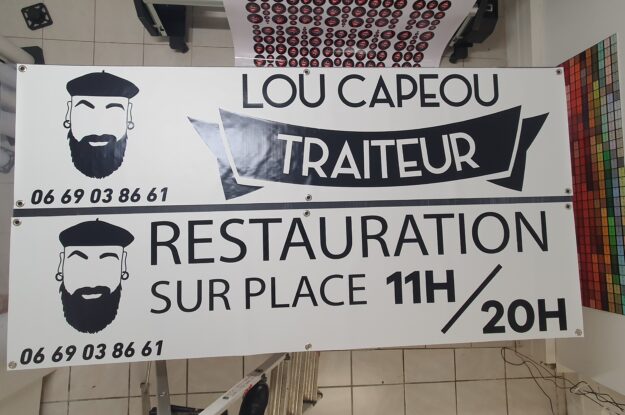 LOU CAPEOU
TRAITEUR
06 69 03 86 61
RESTAURATION
SUR PLACE 11H/20H
06 69 03 86 61